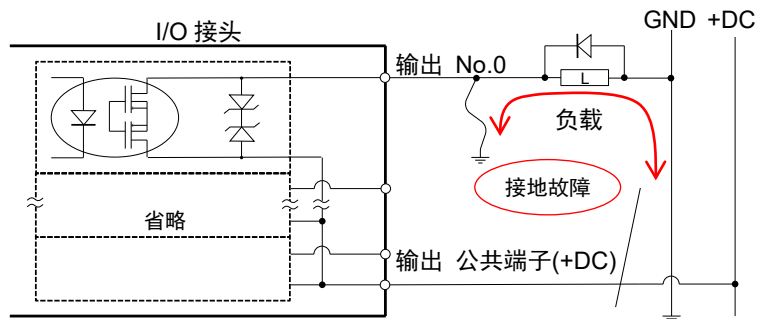 I/O 接头
GND +DC
输出 No.0
L
负载
接地故障
省略
输出 公共端子(+DC)